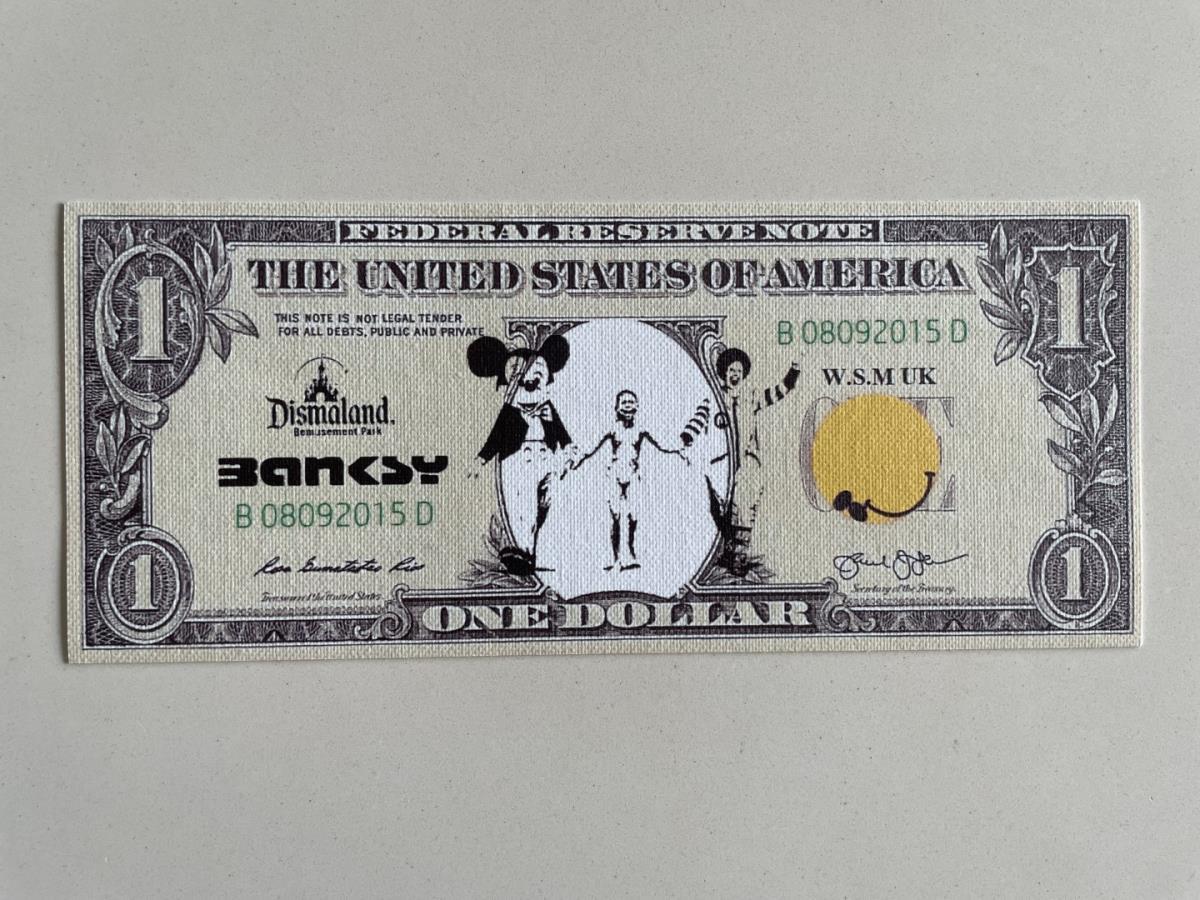 FEDERAL RESERVE NOTE
THE UNITED STATES OF AMERICA
1
1
THIS NOTE IS NOT LEGAL TENDER
FOR ALL DEBTS, PUBLIC AND PRIVATE
B 08092015 D
W.S.M UK
Dismaland.
Bemusement Park
BANKSY
B 08092015 D
Treasurer of the United States.
Secretary of the Treasury.
1
1
ONE DOLLAR